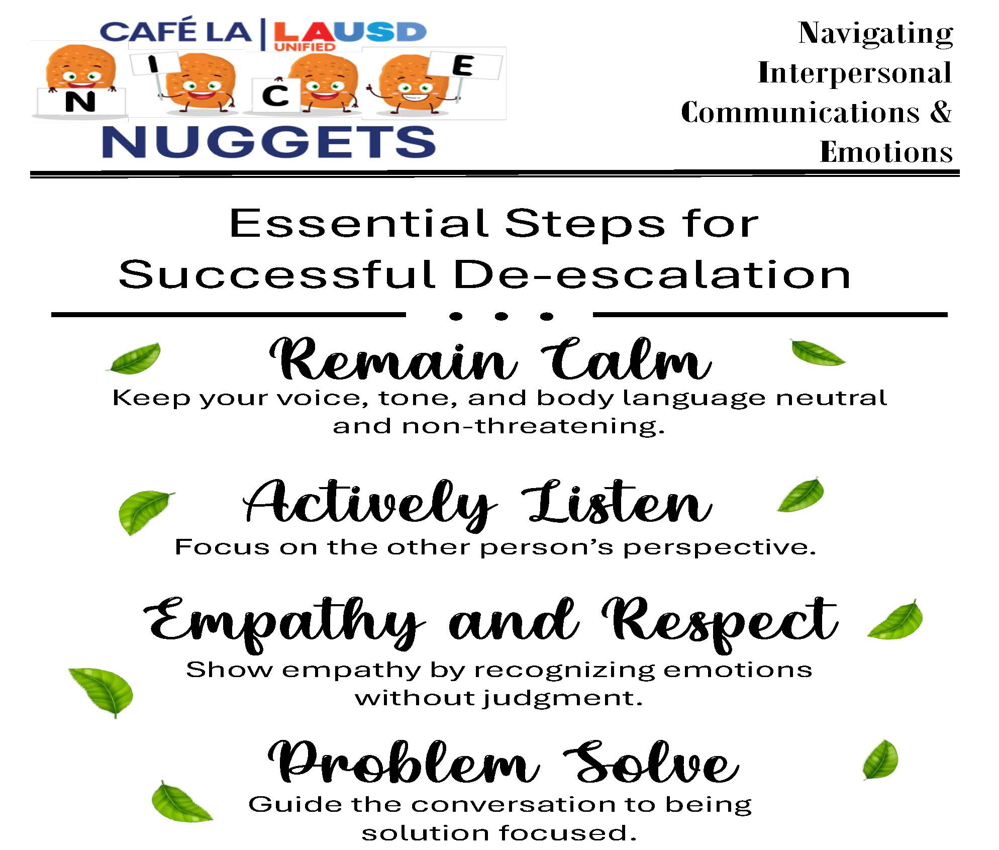 CAFÉ LA | LAUSD
UNIFIED
N I C E
NUGGETS
Navigating
Interpersonal
Communications &
Emotions
Essential Steps for
Successful De-escalation
Remain Calm
Keep your voice, tone, and body language neutral
and non-threatening.
Actively Listen
Focus on the other person’s perspective.
Empathy and Respect
Show empathy by recognizing emotions
without judgment.
Problem Solve
Guide the conversation to being
solution focused.